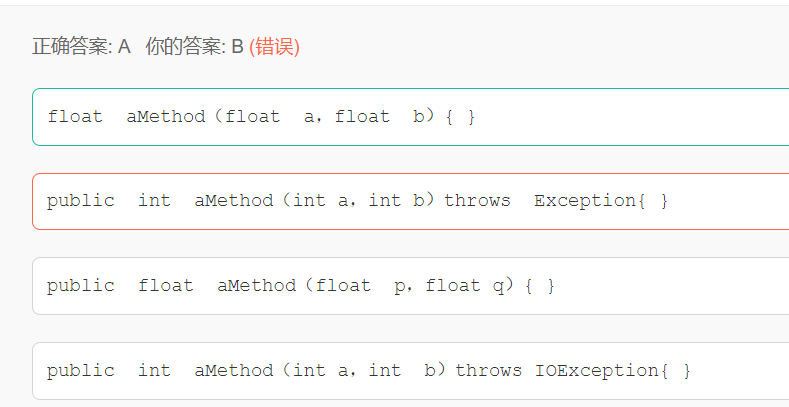 正确答案: A 你的答案: B (错误)
float aMethod（float a，float b）{ }
public int aMethod（int a，int b）throws Exception{ }
public float aMethod（float p，float q）{ }
public int aMethod（int a，int b）throws IOException{ }